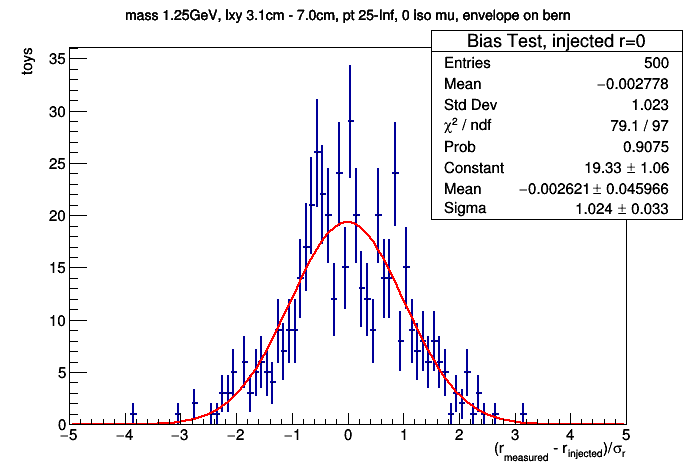 mass 1.25GeV, lxy 3.1cm - 7.0cm, pt 25-Inf, 0 Iso mu, envelope on bern
toys
Bias Test, injected r=0
Entries 500
Mean −0.002778
Std Dev 1.023
χ² / ndf 79.1 / 97
Prob 0.9075
Constant 19.33 ± 1.06
Mean −0.002621 ± 0.045966
Sigma 1.024 ± 0.033
35
30
25
20
15
10
5
0
−5 −4 −3 −2 −1 0 1 2 3 4 5
(r_measured - r_injected)/σ_r